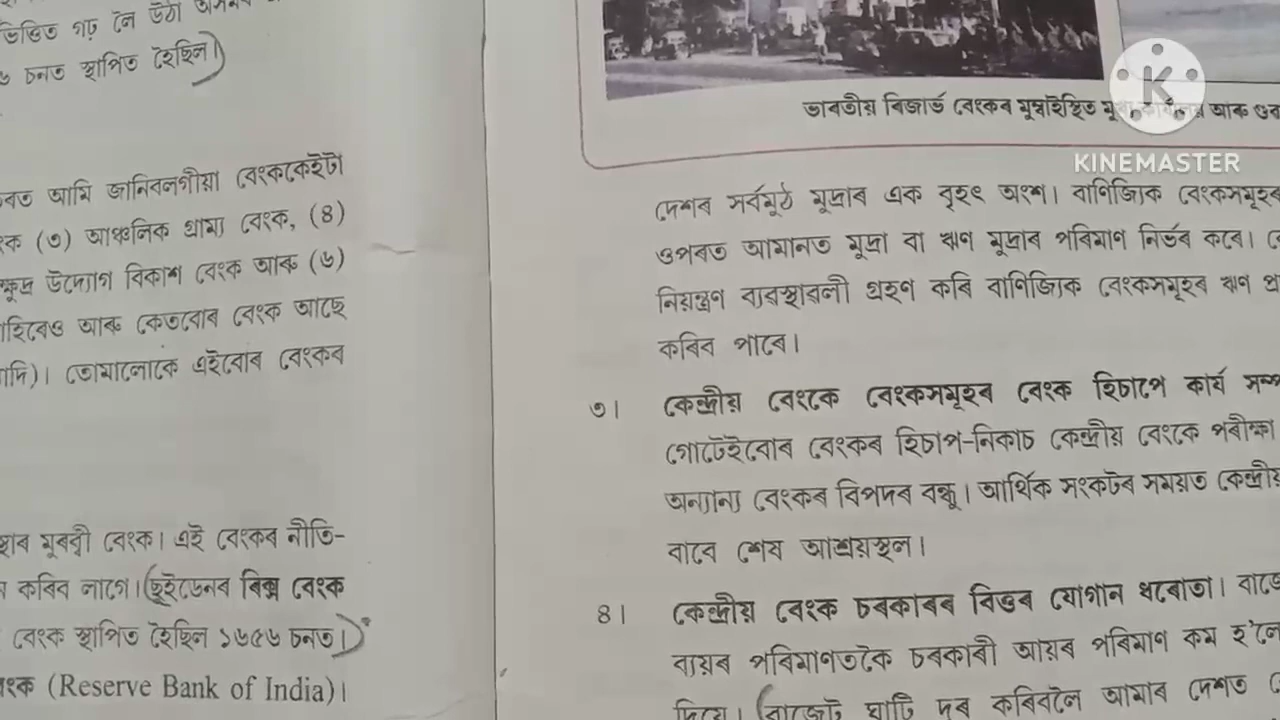 ভিত্তিত গঢ় লৈ উঠা
চনত স্থাপিত হৈছিল।)
আমি জানিবলগীয়া বেংককেইটা
(৩) আঞ্চলিক গ্ৰাম্য বেংক, (৪)
ক্ষুদ্ৰ উদ্যোগ বিকাশ বেংক আৰু (৬)
আৰু কেতবোৰ বেংক আছে
তোমালোকে এইবোৰ বেংকৰ
মূৰব্বী বেংক। এই বেংকৰ নীতি-
কৰিব লাগে। (ছুইডেনৰ ৰিক্স বেংক
বেংক স্থাপিত হৈছিল ১৬৫৬ চনত।)
(Reserve Bank of India)।
KINEMASTER
ভাৰতীয় ৰিজাৰ্ভ বেংকৰ মুম্বাইস্থিত আৰু
দেশৰ সৰ্বমুঠ মুদ্ৰাৰ এক বৃহৎ অংশ। বাণিজ্যিক বেংকসমূহৰ
ওপৰত আমানত মুদ্ৰা বা ঋণ মুদ্ৰাৰ পৰিমাণ নিৰ্ভৰ কৰে।
নিয়ন্ত্ৰণ ব্যৱস্থাৱলী গ্ৰহণ কৰি বাণিজ্যিক বেংকসমূহৰ ঋণ
কৰিব পাৰে।
৩। কেন্দ্ৰীয় বেংকে বেংকসমূহৰ বেংক হিচাপে কাৰ্য
গোটেইবোৰ বেংকৰ হিচাপ-নিকাচ কেন্দ্ৰীয় বেংকে পৰীক্ষা
অন্যান্য বেংকৰ বিপদৰ বন্ধু। আৰ্থিক সংকটৰ সময়ত কেন্দ্ৰীয়
বাবে শেষ আশ্ৰয়স্থল।
৪। কেন্দ্ৰীয় বেংক চৰকাৰৰ বিত্তৰ যোগান ধৰোতা।
ব্যয়ৰ পৰিমাণতকৈ চৰকাৰী আয়ৰ পৰিমাণ কম হ'লে
দিয়ে। (বাজেট ঘাটি দূৰ কৰিবলৈ আমাৰ দেশত